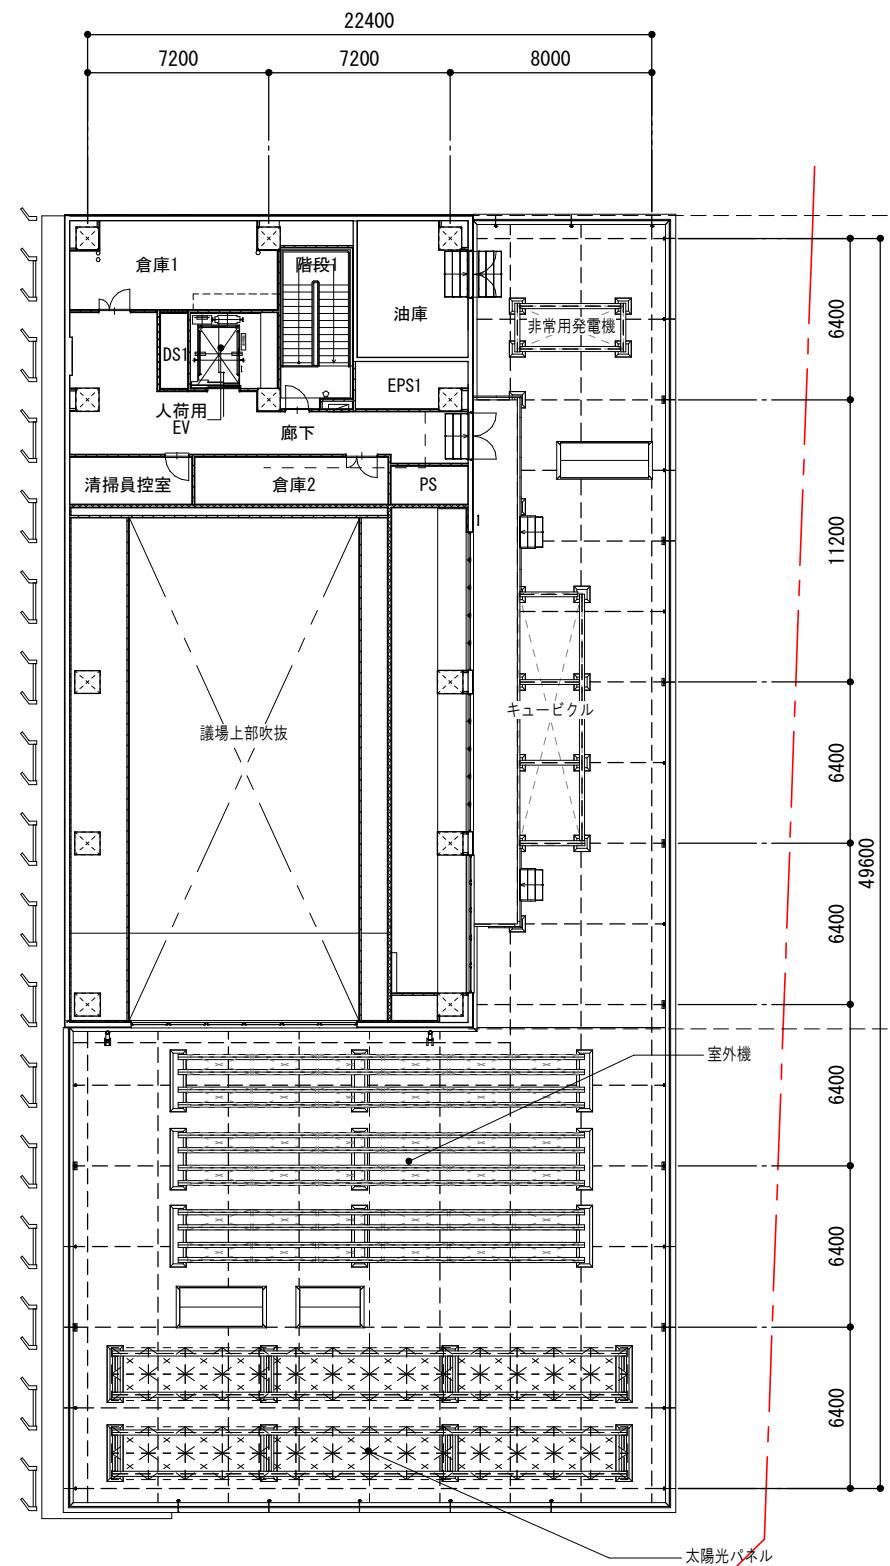 22400
7200
7200
8000
倉庫1
階段1
油庫
非常用発電機
6400
DS1
EPS1
人荷用
EV
廊下
清掃員控室
倉庫2
PS
11200
キュービクル
議場上部吹抜
6400
49600
6400
室外機
6400
6400
6400
太陽光パネル